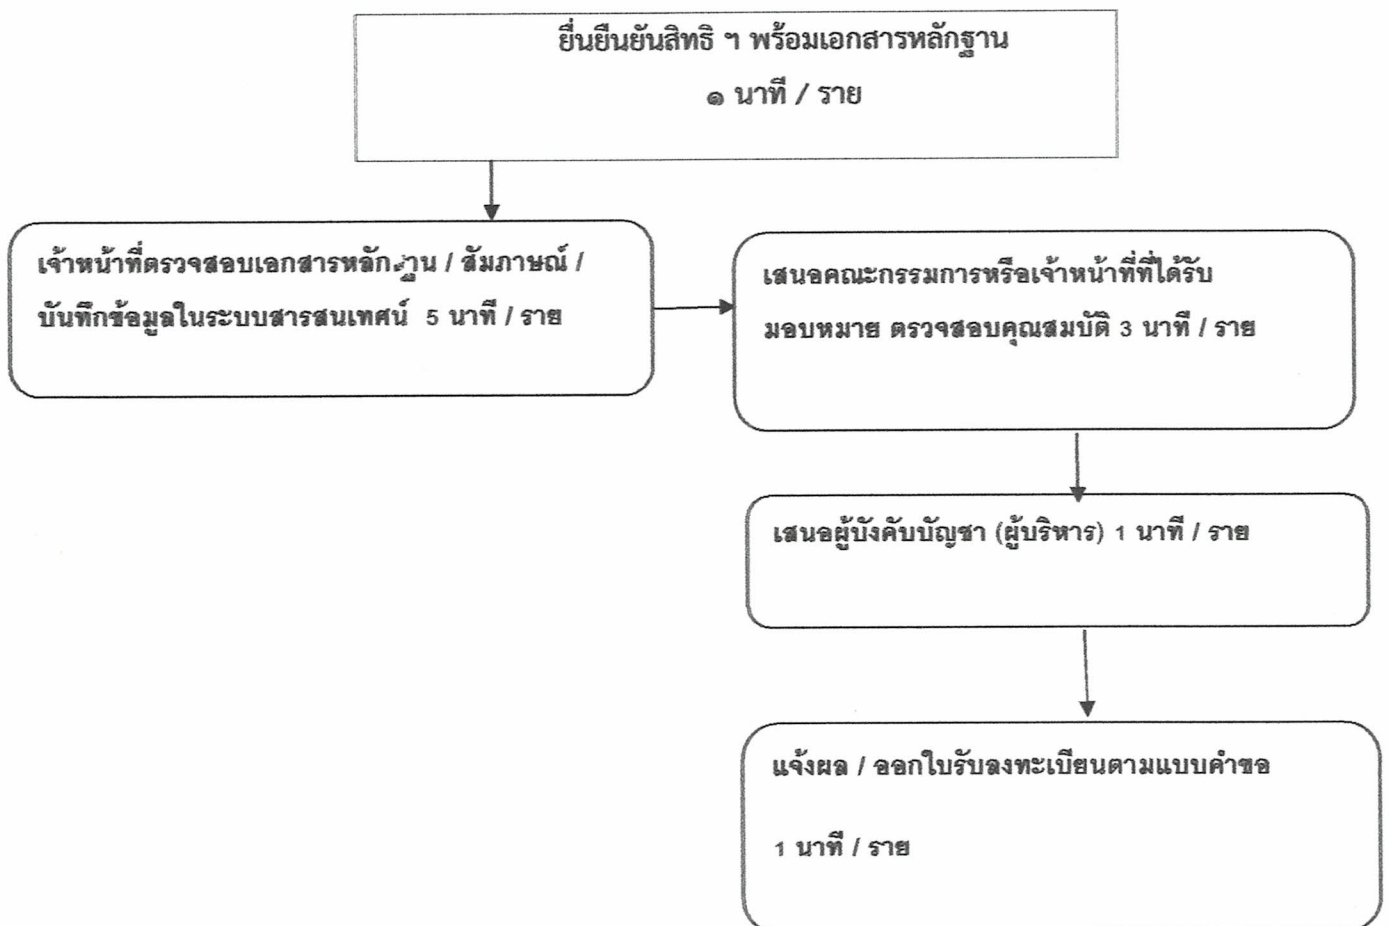 ยื่นยืนยันสิทธิ ฯ พร้อมเอกสารหลักฐาน
๑ นาที / ราย
เจ้าหน้าที่ตรวจสอบเอกสารหลักฐาน / สัมภาษณ์ /
บันทึกข้อมูลในระบบสารสนเทศน์ 5 นาที / ราย
เสนอคณะกรรมการหรือเจ้าหน้าที่ที่ได้รับ
มอบหมาย ตรวจสอบคุณสมบัติ 3 นาที / ราย
เสนอผู้บังคับบัญชา (ผู้บริหาร) 1 นาที / ราย
แจ้งผล / ออกใบรับลงทะเบียนตามแบบคำขอ
1 นาที / ราย